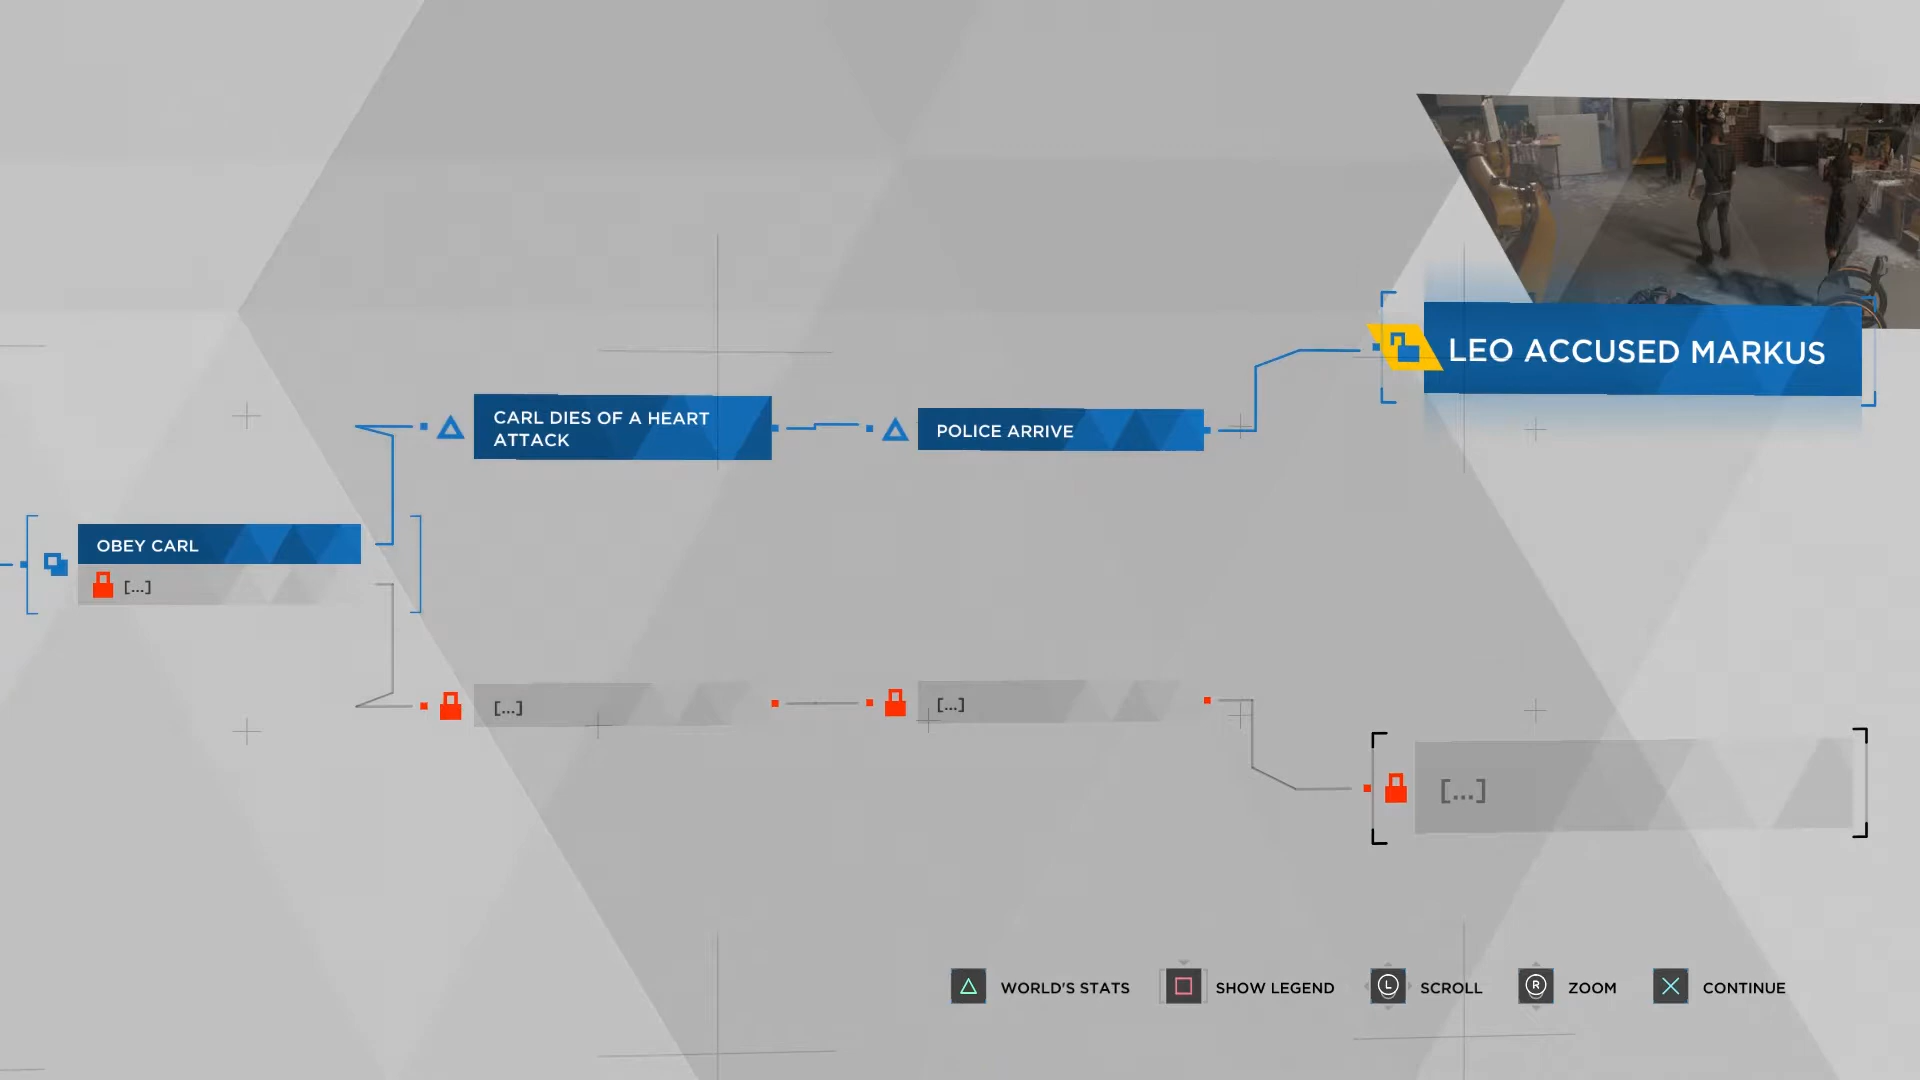 LEO ACCUSED MARKUS
CARL DIES OF A HEART
ATTACK
POLICE ARRIVE
OBEY CARL
[...]
[...]
[...]
[...]
WORLD'S STATS
SHOW LEGEND
L
SCROLL
R
ZOOM
CONTINUE